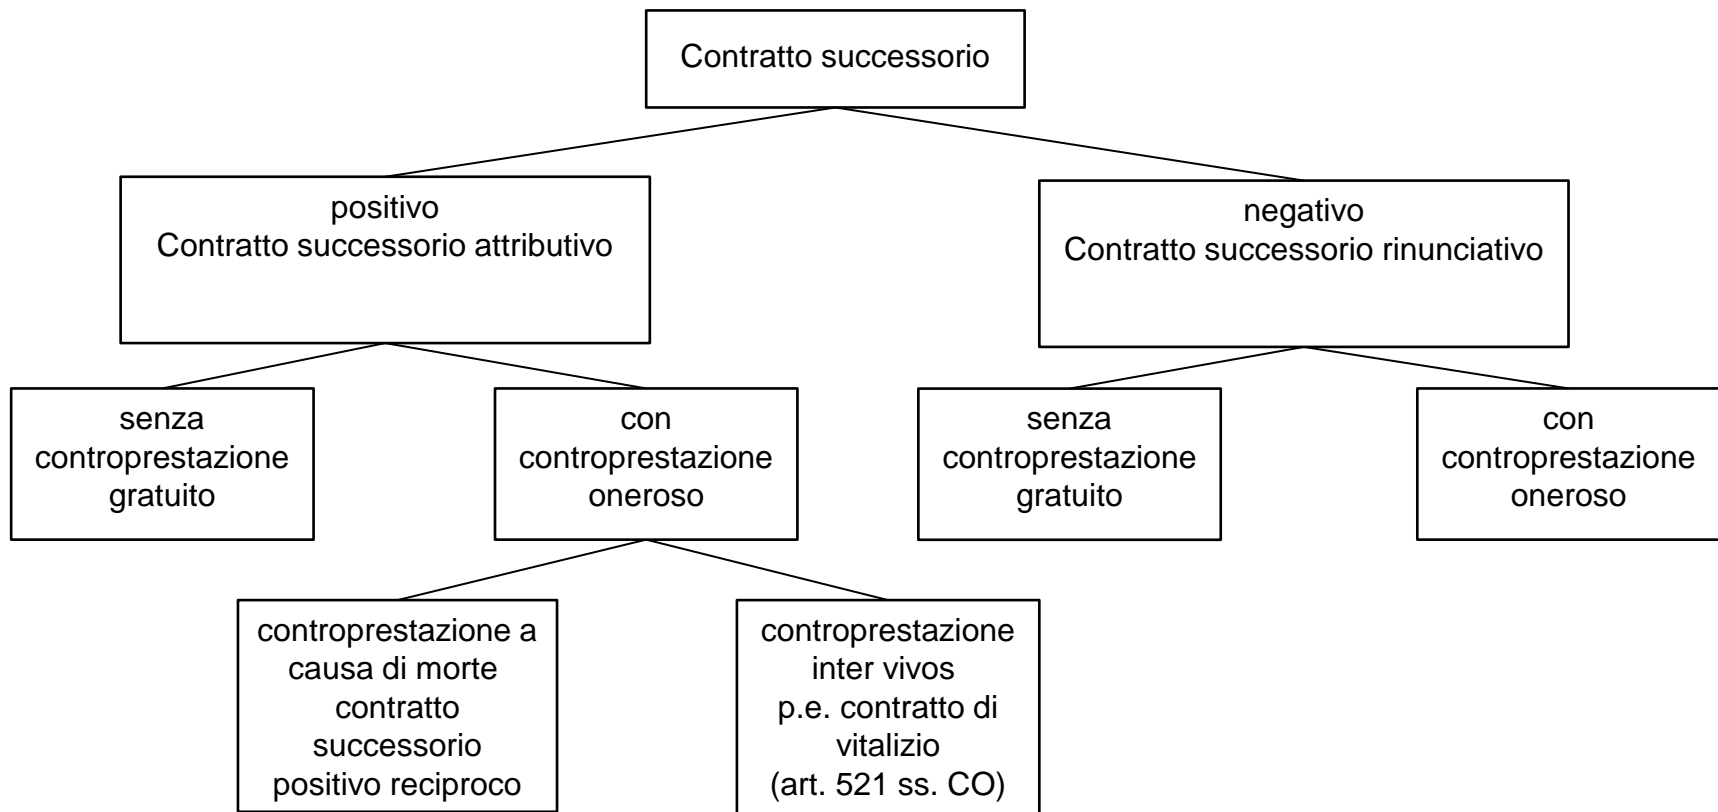 Contratto successorio
positivo
Contratto successorio attributivo
negativo
Contratto successorio rinunciativo
senza
controprestazione
gratuito
con
controprestazione
oneroso
senza
controprestazione
gratuito
con
controprestazione
oneroso
controprestazione a
causa di morte
contratto
successorio
positivo reciproco
controprestazione
inter vivos
p.e. contratto di
vitalizio
(art. 521 ss. CO)